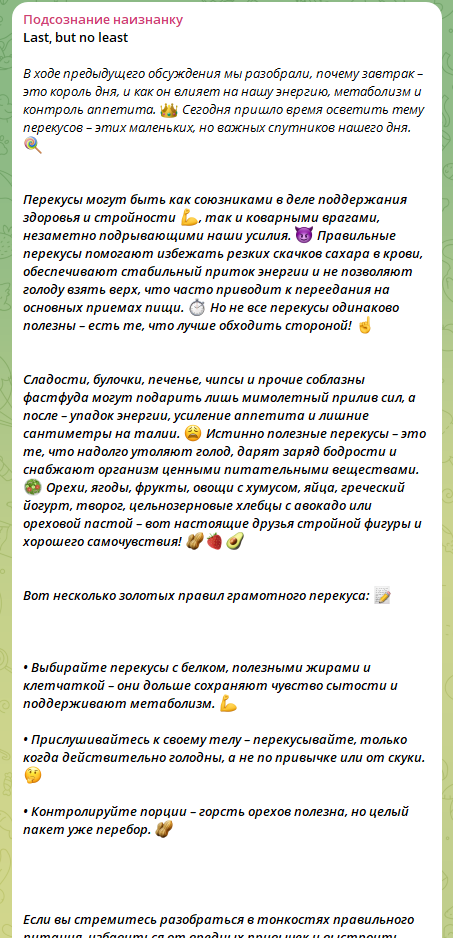 Подсознание наизнанку
Last, but no least
В ходе предыдущего обсуждения мы разобрали, почему завтрак –
это король дня, и как он влияет на нашу энергию, метаболизм и
контроль аппетита. 👑 Сегодня пришло время осветить тему
перекусов – этих маленьких, но важных спутников нашего дня.
🍭
Перекусы могут быть как союзниками в деле поддержания
здоровья и стройности 💪, так и коварными врагами,
незаметно подрывающими наши усилия. 😈 Правильные
перекусы помогают избежать резких скачков сахара в крови,
обеспечивают стабильный приток энергии и не позволяют
голоду взять верх, что часто приводит к переедания на
основных приемах пищи. ⏱ Но не все перекусы одинаково
полезны – есть те, что лучше обходить стороной! ☝
Сладости, булочки, печенье, чипсы и прочие соблазны
фастфуда могут подарить лишь мимолетный прилив сил, а
после – упадок энергии, усиление аппетита и лишние
сантиметры на талии. 😩 Истинно полезные перекусы – это
те, что надолго утоляют голод, дарят заряд бодрости и
снабжают организм ценными питательными веществами.
🥗 Орехи, ягоды, фрукты, овощи с хумусом, яйца, греческий
йогурт, творог, цельнозерновые хлебцы с авокадо или
ореховой пастой – вот настоящие друзья стройной фигуры и
хорошего самочувствия! 🥜🍓🥑
Вот несколько золотых правил грамотного перекуса: 📝
• Выбирайте перекусы с белком, полезными жирами и
клетчаткой – они дольше сохраняют чувство сытости и
поддерживают метаболизм. 💪
• Прислушивайтесь к своему телу – перекусывайте, только
когда действительно голодны, а не по привычке или от скуки.
🤔
• Контролируйте порции – горсть орехов полезна, но целый
пакет уже перебор. 🥜
Если вы стремитесь разобраться в тонкостях правильного
питания, избавиться от вредных привычек и выстроить